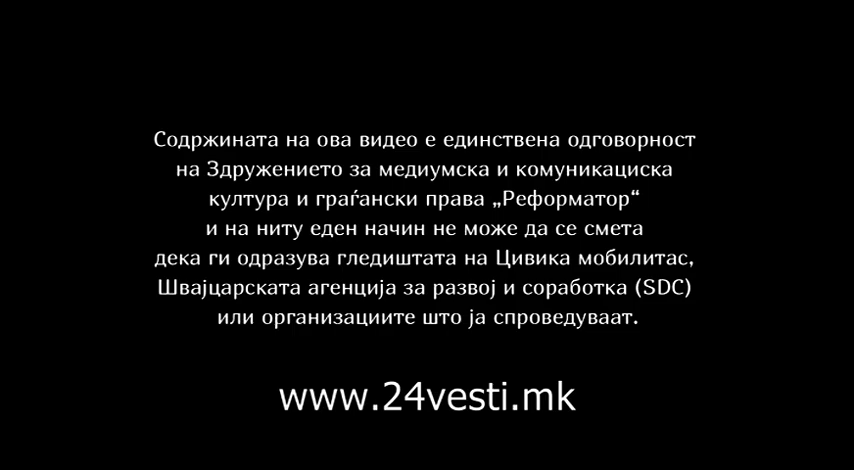 Содржината на ова видео е единствена одговорност
на Здружението за медиумска и комуникациска
култура и граѓански права „Реформатор“
и на ниту еден начин не може да се смета
дека ги одразува гледиштата на Цивика мобилитас,
Швајцарската агенција за развој и соработка (SDC)
или организациите што ја спроведуваат.
www.24vesti.mk